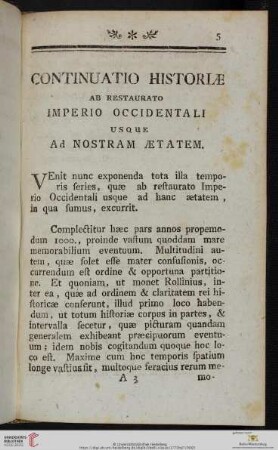 5
CONTINUATIO HISTORIÆ
AB RESTAURATO
IMPERIO OCCIDENTALI
USQUE
Ad NOSTRAM ÆTATEM.
VEnit nunc exponenda tota illa tempo-
ris ſeries, quæ ab reſtaurato Impe-
rio Occidentali usque ad hanc ætatem,
in qua ſumus, excurrit.
Complectitur hæc pars annos propemo-
dum 1000., proinde vaſtum quoddam mare
memorabilium eventuum. Multitudini au-
tem, quæ ſolet eſſe mater confuſionis, oc-
currendum eſt ordine & opportuna partitio-
ne. Et quoniam, ut monet Rollinius, in-
ter ea, quæ ad ordinem & claritatem rei hi-
ſtoricæ conferunt, illud primo loco haben-
dum, ut totum hiſtoriæ corpus in partes, &
intervalla ſecetur, quæ picturam quandam
generalem exhibeant præcipuorum eventu-
um: idem nobis cogitandum quoque hoc lo-
co eſt. Maxime cum hoc temporis ſpatium
longe vaſtius ſit, multoque feracius rerum me-
A 3 mo-